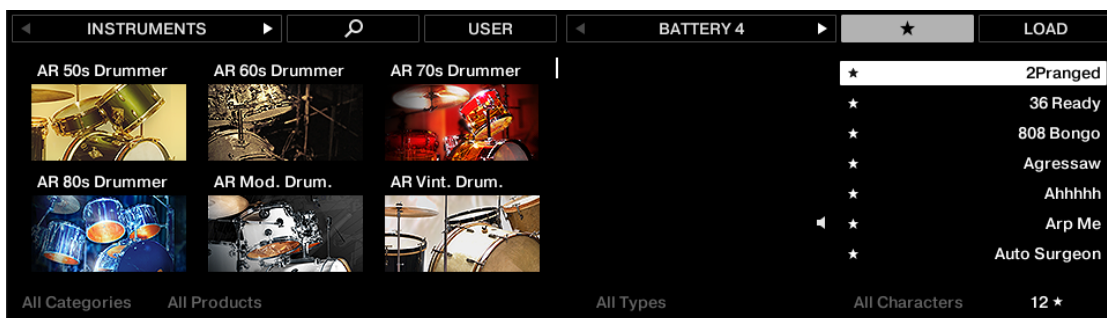 INSTRUMENTS USER BATTERY 4 ★ LOAD
AR 50s Drummer AR 60s Drummer AR 70s Drummer
AR 80s Drummer AR Mod. Drum. AR Vint. Drum.
★ 2Pranged
★ 36 Ready
★ 808 Bongo
★ Agressaw
★ Ahhhhh
★ Arp Me
★ Auto Surgeon
All Categories All Products All Types All Characters 12 ★